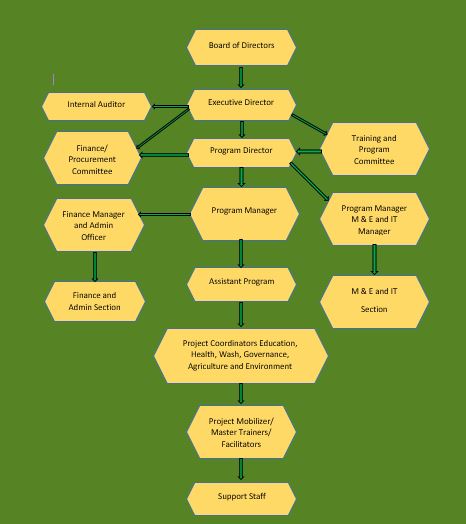 Board of Directors
Internal Auditor
Executive Director
Finance/
Procurement
Committee
Program Director
Training and
Program
Committee
Finance Manager
and Admin
Officer
Program Manager
Program Manager
M & E and IT
Manager
Finance and
Admin Section
Assistant Program
M & E and IT
Section
Project Coordinators Education,
Health, Wash, Governance,
Agriculture and Environment
Project Mobilizer/
Master Trainers/
Facilitators
Support Staff